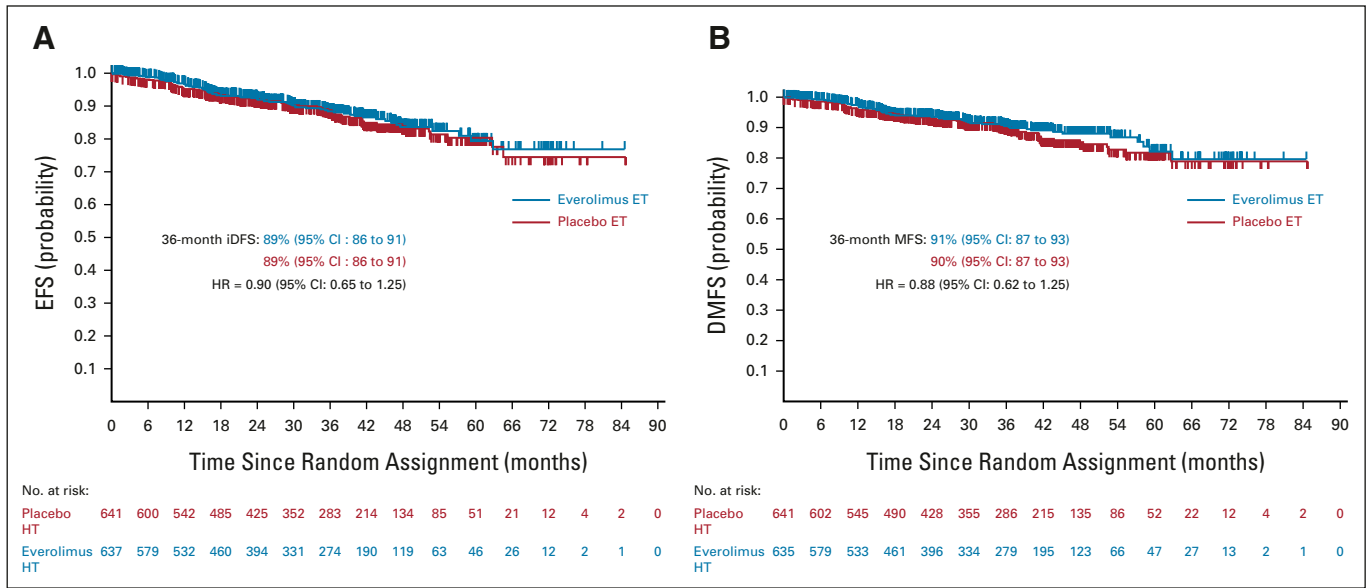 A
EFS (probability)
1.0
0.9
0.8
0.7
0.6
0.5
0.4
0.3
0.2
0.1
Everolimus ET
Placebo ET
36-month iDFS: 89% (95% CI : 86 to 91)
89% (95% CI : 86 to 91)
HR = 0.90 (95% CI: 0.65 to 1.25)
0 6 12 18 24 30 36 42 48 54 60 66 72 78 84 90
Time Since Random Assignment (months)
No. at risk:
Placebo 641 600 542 485 425 352 283 214 134 85 51 21 12 4 2 0
HT
Everolimus 637 579 532 460 394 331 274 190 119 63 46 26 12 2 1 0
HT
B
DMFS (probability)
1.0
0.9
0.8
0.7
0.6
0.5
0.4
0.3
0.2
0.1
Everolimus ET
Placebo ET
36-month MFS: 91% (95% CI: 87 to 93)
90% (95% CI: 87 to 93)
HR = 0.88 (95% CI: 0.62 to 1.25)
0 6 12 18 24 30 36 42 48 54 60 66 72 78 84 90
Time Since Random Assignment (months)
No. at risk:
Placebo 641 602 545 490 428 355 286 215 135 86 52 22 12 4 2 0
HT
Everolimus 635 579 533 461 396 334 279 195 123 66 47 27 13 2 1 0
HT